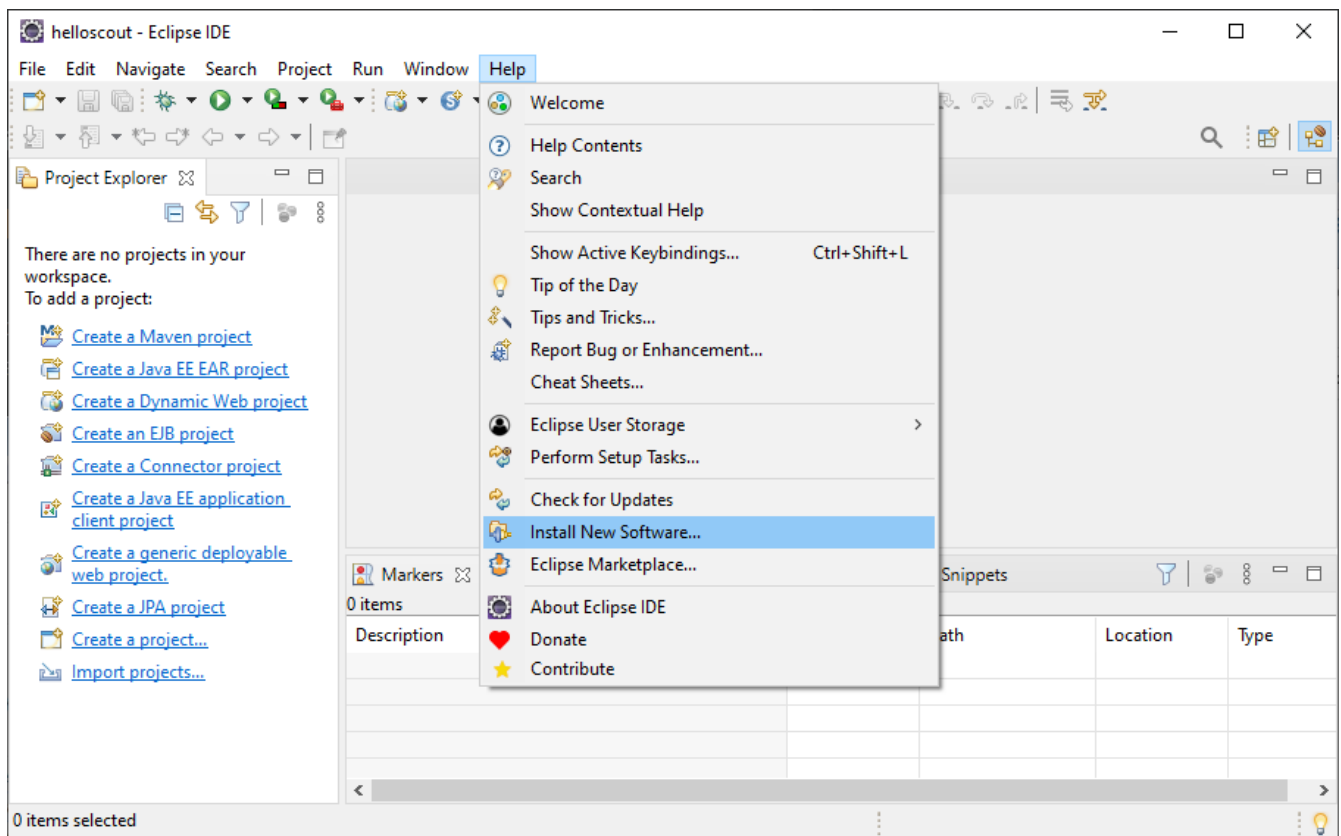 helloscout - Eclipse IDE
File Edit Navigate Search Project Run Window Help
Project Explorer
There are no projects in your
workspace.
To add a project:
Create a Maven project
Create a Java EE EAR project
Create a Dynamic Web project
Create an EJB project
Create a Connector project
Create a Java EE application
client project
Create a generic deployable
web project.
Create a JPA project
Create a project...
Import projects...
Welcome
Help Contents
Search
Show Contextual Help
Show Active Keybindings... Ctrl+Shift+L
Tip of the Day
Tips and Tricks...
Report Bug or Enhancement...
Cheat Sheets...
Eclipse User Storage
Perform Setup Tasks...
Check for Updates
Install New Software...
Eclipse Marketplace...
About Eclipse IDE
Donate
Contribute
Markers Snippets
0 items
Description ath Location Type
0 items selected